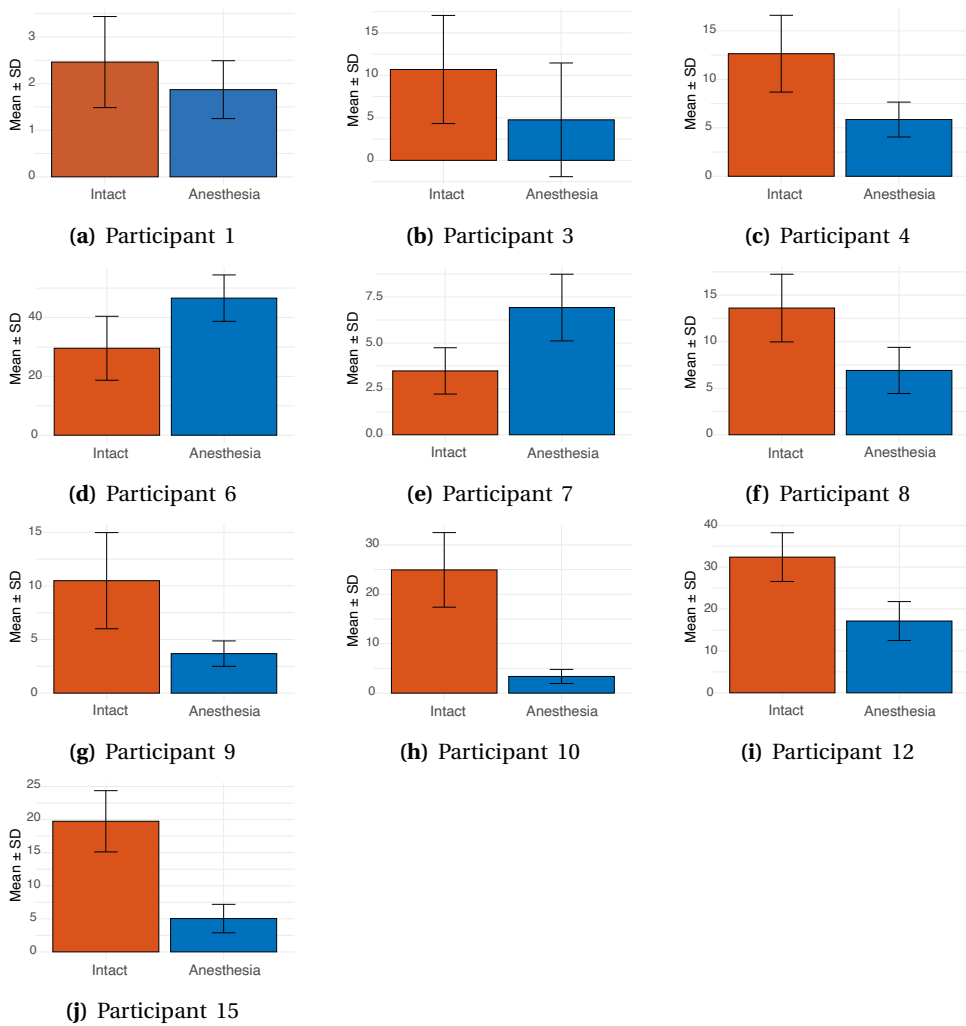 Mean ± SD
3
2
1
0
Intact Anesthesia
(a) Participant 1
Mean ± SD
15
10
5
0
Intact Anesthesia
(b) Participant 3
Mean ± SD
15
10
5
0
Intact Anesthesia
(c) Participant 4
Mean ± SD
40
20
0
Intact Anesthesia
(d) Participant 6
Mean ± SD
7.5
5.0
2.5
0.0
Intact Anesthesia
(e) Participant 7
Mean ± SD
15
10
5
0
Intact Anesthesia
(f) Participant 8
Mean ± SD
15
10
5
0
Intact Anesthesia
(g) Participant 9
Mean ± SD
30
20
10
0
Intact Anesthesia
(h) Participant 10
Mean ± SD
40
30
20
10
0
Intact Anesthesia
(i) Participant 12
Mean ± SD
25
20
15
10
5
0
Intact Anesthesia
(j) Participant 15